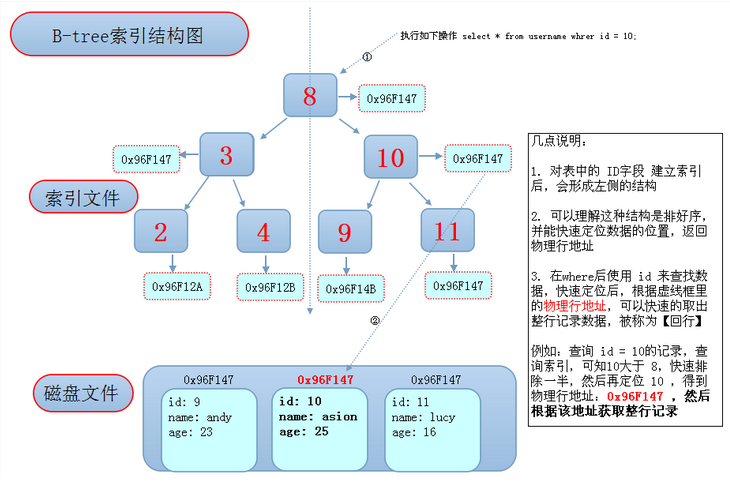 B-tree索引结构图
执行如下操作 select * from username whrer id = 10;
①
8
0x96F147
0x96F147
3
10
0x96F147
索引文件
2
4
9
11
0x96F12A
0x96F12B
0x96F14B
0x96F147
②
几点说明:
1. 对表中的 ID字段 建立索引
后, 会形成左侧的结构
2. 可以理解这种结构是排好序,
并能快速定位数据的位置, 返回
物理行地址
3. 在where后使用 id 来查找数
据, 快速定位后, 根据虚线框里
的物理行地址, 可以快速的取出
整行记录数据, 被称为【回行】
例如: 查询 id = 10的记录, 查
询索引, 可知10大于 8, 快速排
除一半, 然后再定位 10 , 得到
物理行地址: 0x96F147 , 然后
根据该地址获取整行记录
磁盘文件
0x96F147
id: 9
name: andy
age: 23
0x96F147
id: 10
name: asion
age: 25
0x96F147
id: 11
name: lucy
age: 16